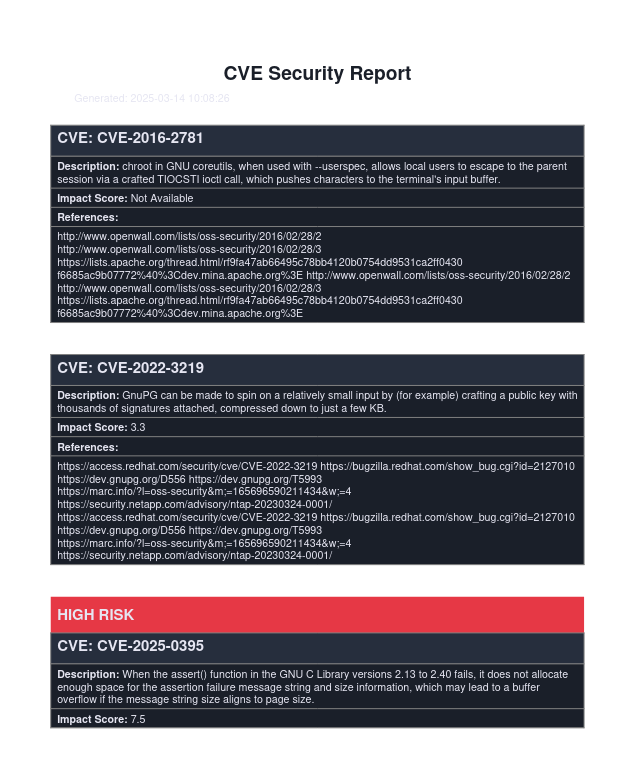 CVE Security Report
Generated: 2025-03-14 10:08:26
CVE: CVE-2016-2781
Description: chroot in GNU coreutils, when used with --userspec, allows local users to escape to the parent
session via a crafted TIOCSTI ioctl call, which pushes characters to the terminal's input buffer.
Impact Score: Not Available
References:
http://www.openwall.com/lists/oss-security/2016/02/28/2
http://www.openwall.com/lists/oss-security/2016/02/28/3
https://lists.apache.org/thread.html/rf9fa47ab66495c78bb4120b0754dd9531ca2ff0430
f6685ac9b07772%40%3Cdev.mina.apache.org%3E http://www.openwall.com/lists/oss-security/2016/02/28/2
http://www.openwall.com/lists/oss-security/2016/02/28/3
https://lists.apache.org/thread.html/rf9fa47ab66495c78bb4120b0754dd9531ca2ff0430
f6685ac9b07772%40%3Cdev.mina.apache.org%3E
CVE: CVE-2022-3219
Description: GnuPG can be made to spin on a relatively small input by (for example) crafting a public key with
thousands of signatures attached, compressed down to just a few KB.
Impact Score: 3.3
References:
https://access.redhat.com/security/cve/CVE-2022-3219 https://bugzilla.redhat.com/show_bug.cgi?id=2127010
https://dev.gnupg.org/D556 https://dev.gnupg.org/T5993
https://marc.info/?l=oss-security&m;=165696590211434&w;=4
https://security.netapp.com/advisory/ntap-20230324-0001/
https://access.redhat.com/security/cve/CVE-2022-3219 https://bugzilla.redhat.com/show_bug.cgi?id=2127010
https://dev.gnupg.org/D556 https://dev.gnupg.org/T5993
https://marc.info/?l=oss-security&m;=165696590211434&w;=4
https://security.netapp.com/advisory/ntap-20230324-0001/
HIGH RISK
CVE: CVE-2025-0395
Description: When the assert() function in the GNU C Library versions 2.13 to 2.40 fails, it does not allocate
enough space for the assertion failure message string and size information, which may lead to a buffer
overflow if the message string size aligns to page size.
Impact Score: 7.5